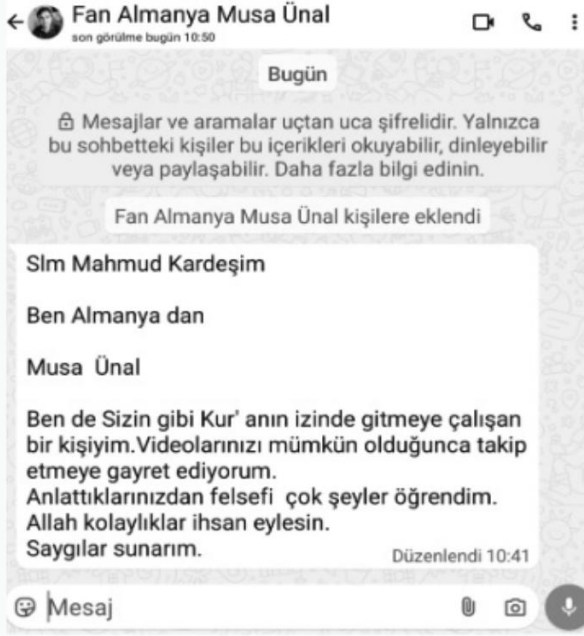 Fan Almanya Musa Ünal
son görülme bugün 10:50
Bugün
Mesajlar ve aramalar uçtan uca şifrelidir. Yalnızca
bu sohbetteki kişiler bu içerikleri okuyabilir, dinleyebilir
veya paylaşabilir. Daha fazla bilgi edinin.
Fan Almanya Musa Ünal kişilere eklendi
Slm Mahmud Kardeşim
Ben Almanya dan
Musa  Ünal
Ben de Sizin gibi Kur' anın izinde gitmeye çalışan
bir kişiyim.Videolarınızı mümkün olduğunca takip
etmeye gayret ediyorum.
Anlattıklarınızdan felsefi  çok şeyler öğrendim.
Allah kolaylıklar ihsan eylesin.
Saygılar sunarım.
Düzenlendi 10:41
Mesaj